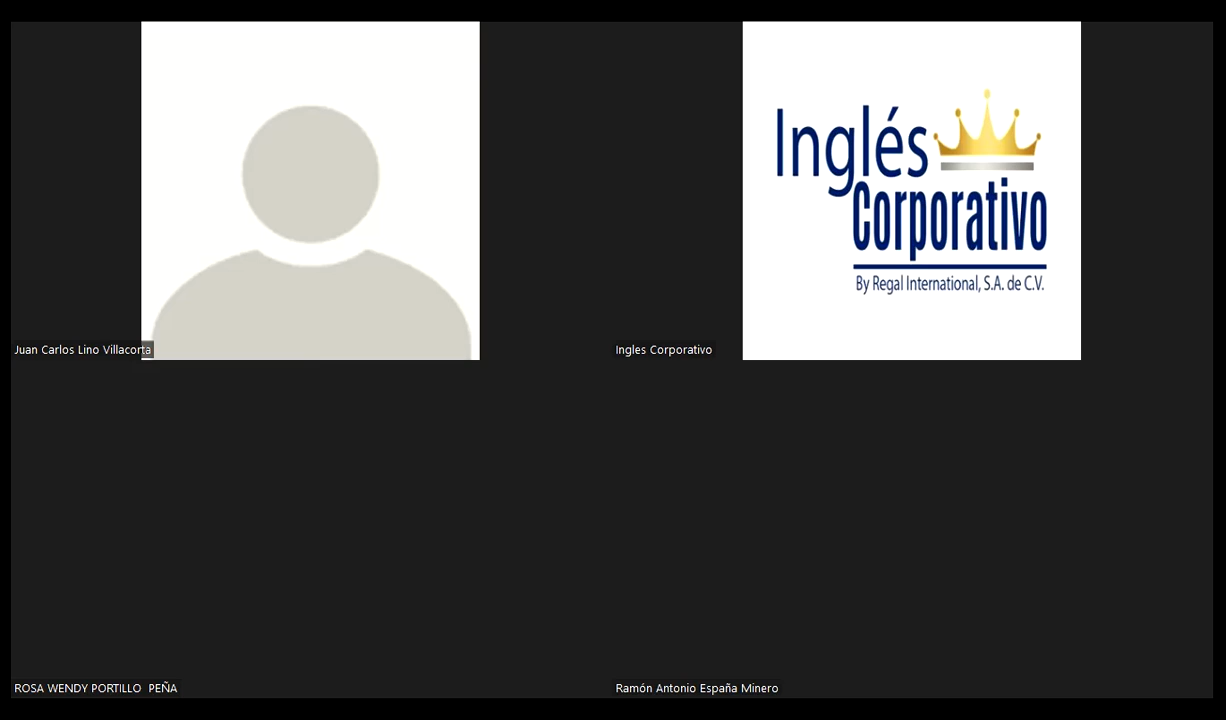 Inglés
Corporativo
By Regal International, S.A. de C.V.
Juan Carlos Lino Villacorta
Ingles Corporativo
ROSA WENDY PORTILLO  PEÑA
Ramón Antonio España Minero